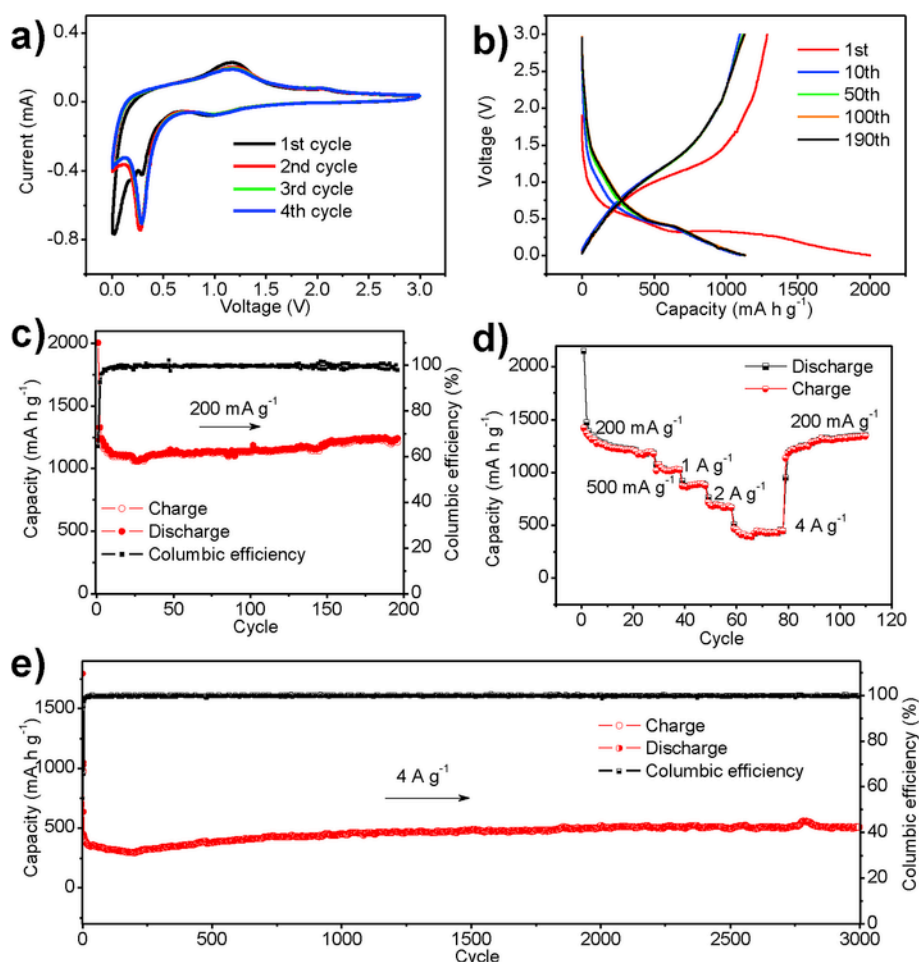 a)
Current (mA)
0.4
0.0
-0.4
-0.8
0.0 0.5 1.0 1.5 2.0 2.5 3.0
Voltage (V)
1st cycle
2nd cycle
3rd cycle
4th cycle
b)
Voltage (V)
3.0
2.5
2.0
1.5
1.0
0.5
0.0
0 500 1000 1500 2000
Capacity (mA h g⁻¹)
1st
10th
50th
100th
190th
c)
Capacity (mA h g⁻¹)
2000
1750
1500
1250
1000
750
500
250
0
0 50 100 150 200
Cycle
200 mA g⁻¹
Charge
Discharge
Columbic efficiency
100
80
60
40
20
0
Columbic efficiency (%)
d)
Capacity (mA h g⁻¹)
2000
1500
1000
500
0
0 20 40 60 80 100 120
Cycle
Discharge
Charge
200 mA g⁻¹
500 mA g⁻¹
1 A g⁻¹
2 A g⁻¹
4 A g⁻¹
200 mA g⁻¹
e)
Capacity (mA h g⁻¹)
1500
1000
500
0
0 500 1000 1500 2000 2500 3000
Cycle
4 A g⁻¹
Charge
Discharge
Columbic efficiency
100
80
60
40
20
0
Columbic efficiency (%)